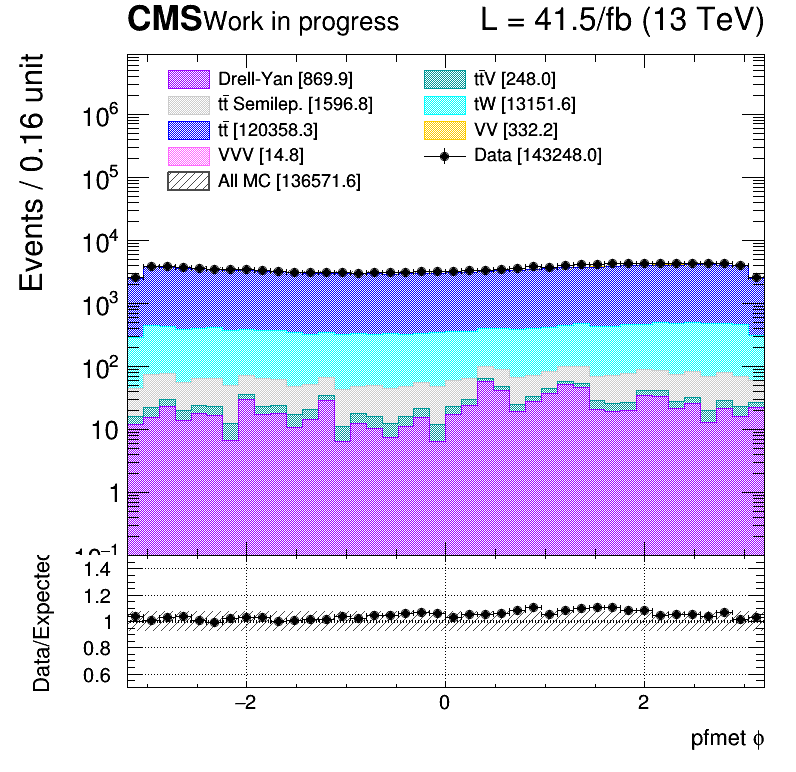 CMS Work in progress L = 41.5/fb (13 TeV)
Events / 0.16 unit
Drell-Yan [869.9]
tt̄ Semilep. [1596.8]
tt̄ [120358.3]
VVV [14.8]
All MC [136571.6]
tt̄V [248.0]
tW [13151.6]
VV [332.2]
Data [143248.0]
10⁶
10⁵
10⁴
10³
10²
10
1
10⁻¹
Data/Expected
1.4
1.2
1
0.8
0.6
−2 0 2
pfmet ϕ